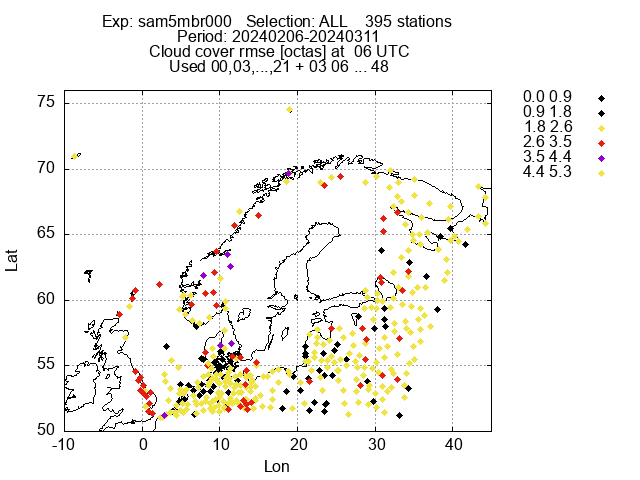 Exp: sam5mbr000 Selection: ALL 395 stations
Period: 20240206-20240311
Cloud cover rmse [octas] at 06 UTC
Used 00,03,...,21 + 03 06 ... 48
75
70
65
60
55
50
Lat
-10 0 10 20 30 40
Lon
0.0 0.9
0.9 1.8
1.8 2.6
2.6 3.5
3.5 4.4
4.4 5.3